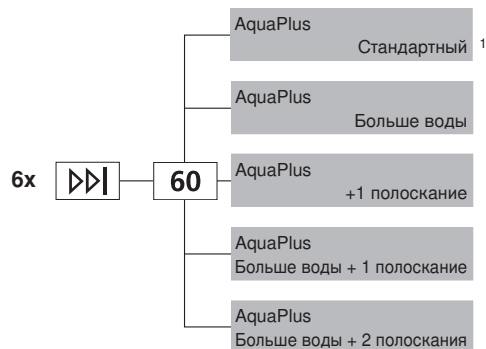 AquaPlus
Стандартный 1
AquaPlus
Больше воды
6x 60
AquaPlus
+1 полоскание
AquaPlus
Больше воды + 1 полоскание
AquaPlus
Больше воды + 2 полоскания